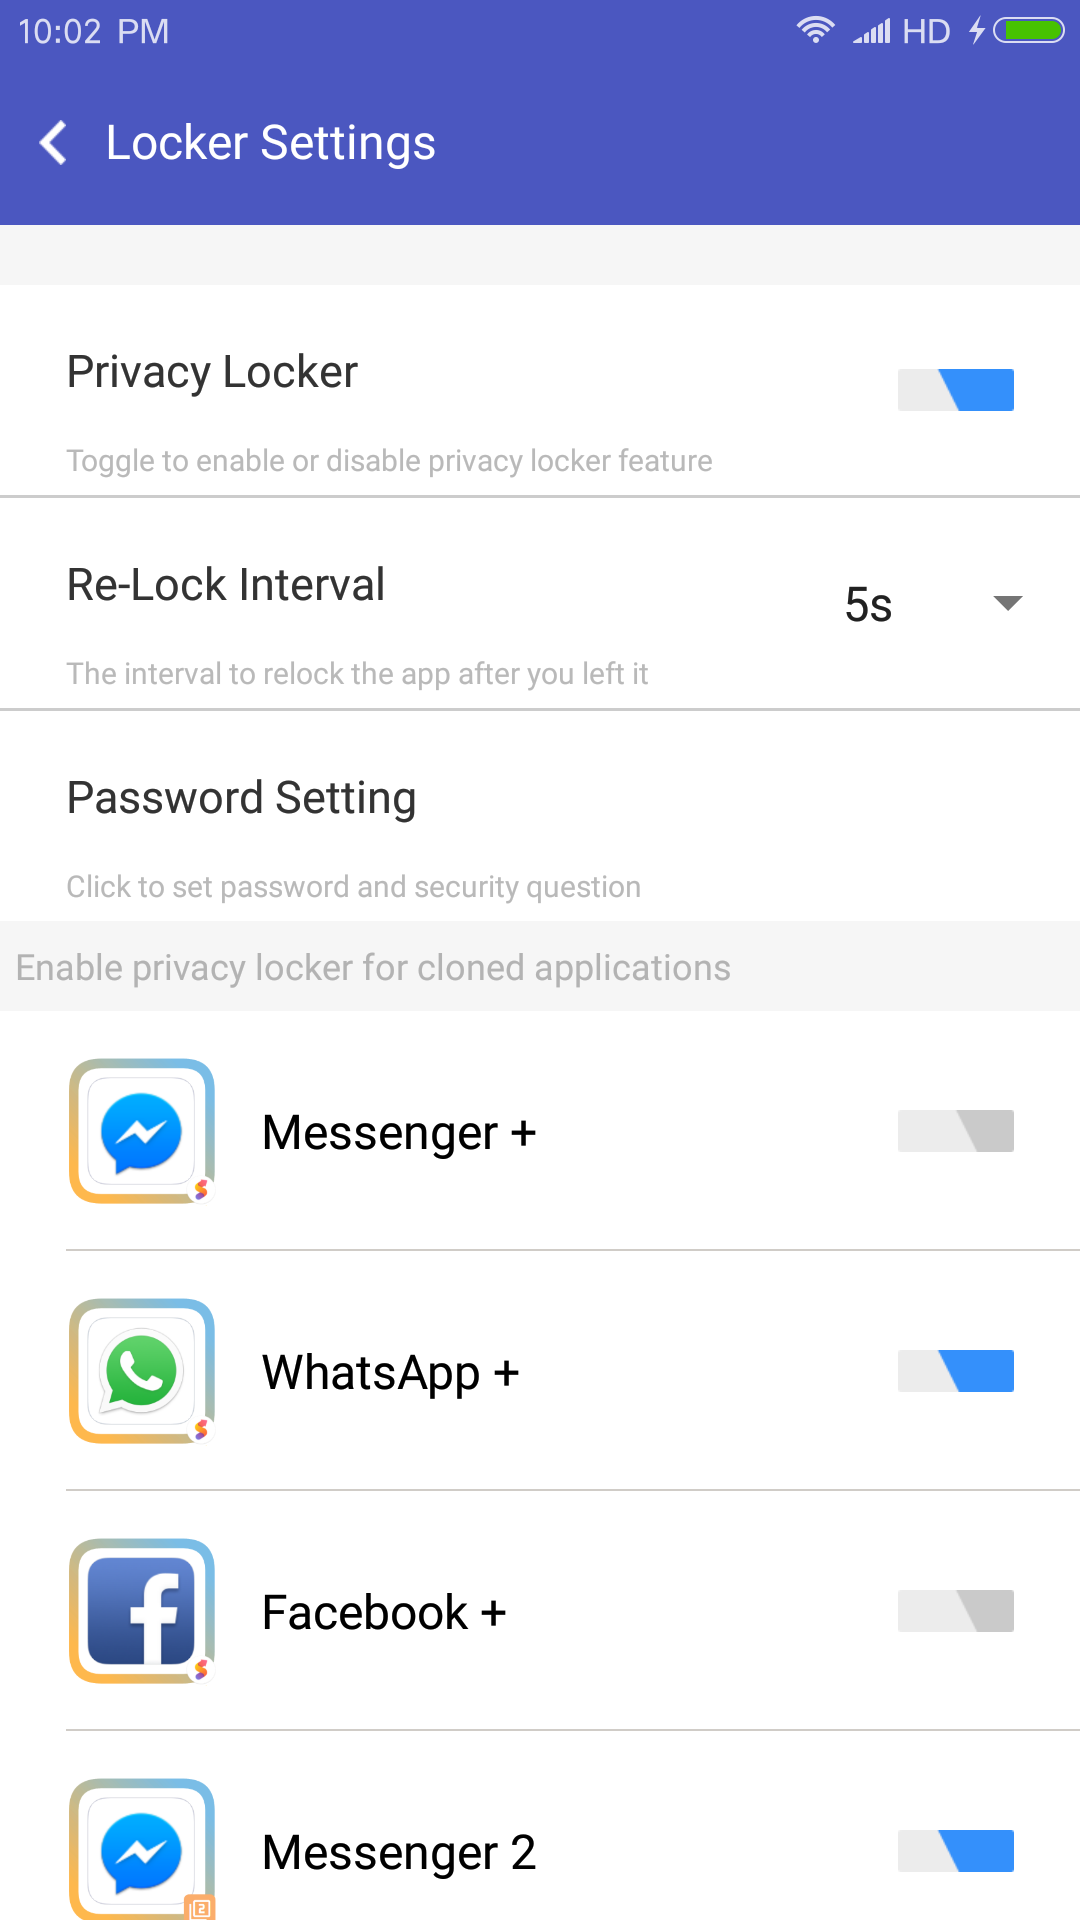 10:02 PM HD
Locker Settings
Privacy Locker
Toggle to enable or disable privacy locker feature
Re-Lock Interval
5s
The interval to relock the app after you left it
Password Setting
Click to set password and security question
Enable privacy locker for cloned applications
Messenger +
WhatsApp +
Facebook +
Messenger 2
2